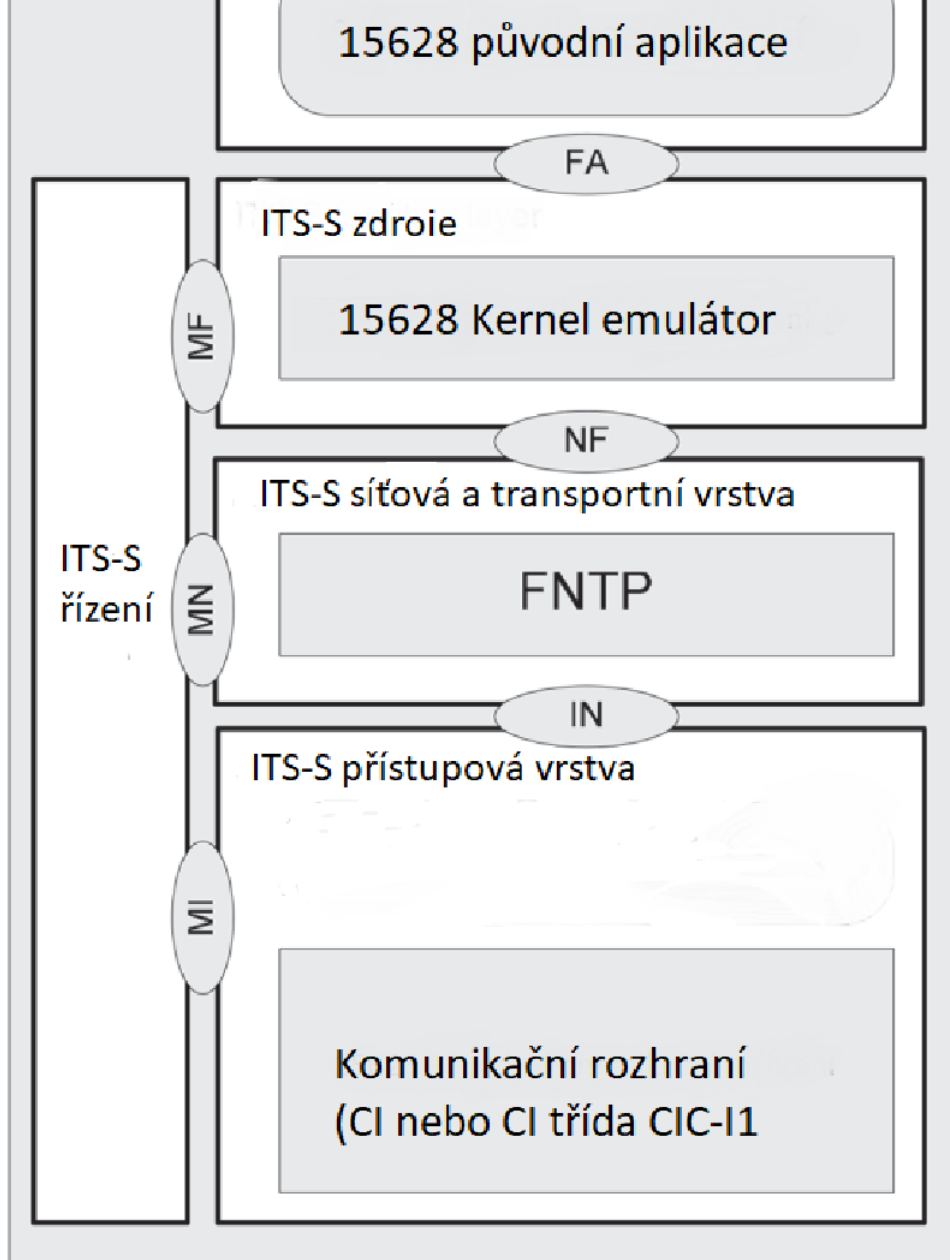 15628 původní aplikace
FA
ITS-S zdroie
15628 Kernel emulátor
MF
NF
ITS-S síťová a transportní vrstva
FNTP
ITS-S
řízení
MN
IN
ITS-S přístupová vrstva
MI
Komunikační rozhraní
(CI nebo CI třída CIC-I1